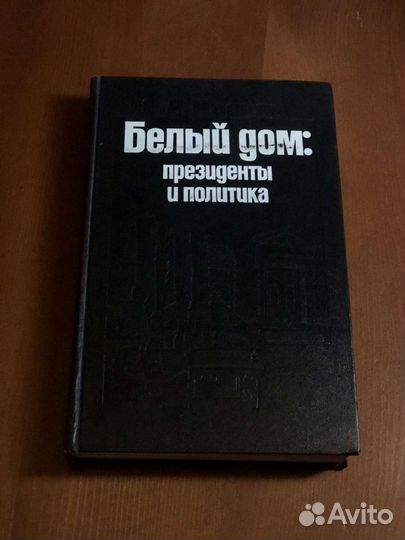 Белый дом:
президенты
и политика
Avito